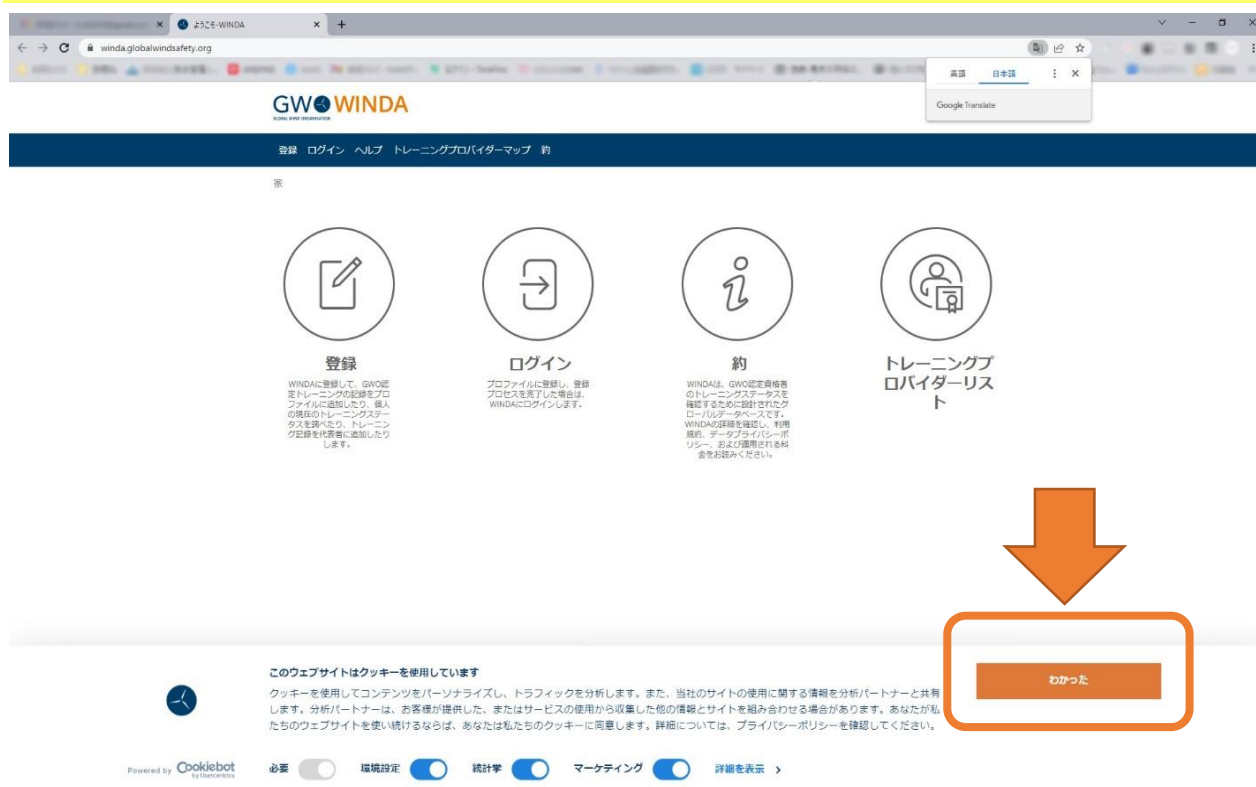 ようこそ-WINDA
winda.globalwindsafety.org
英語 日本語
Google Translate
GWO WINDA
GLOBAL WIND ORGANISATION
登録 ログイン ヘルプ トレーニングプロバイダーマップ 約
家
登録
WINDAに登録して、GWO認
定トレーニングの記録をプロ
ファイルに追加したり、個人
の現在のトレーニングステー
タスを調べたり、トレーニン
グ記録を代表者に追加したり
します。
ログイン
プロファイルに登録し、登録
プロセスを完了した場合は、
WINDAにログインします。
約
WINDAは、GWO認定資格者
のトレーニングステータスを
確認するために設計されたグ
ローバルデータベースです。
WINDAの詳細を確認し、利用
規約、データプライバシーポ
リシー、および適用される料
金をお読みください。
トレーニングプ
ロバイダーリス
ト
このウェブサイトはクッキーを使用しています
クッキーを使用してコンテンツをパーソナライズし、トラフィックを分析します。また、当社のサイトの使用に関する情報を分析パートナーと共有
します。分析パートナーは、お客様が提供した、またはサービスの使用から収集した他の情報とサイトを組み合わせる場合があります。あなたが私
たちのウェブサイトを使い続けるならば、あなたは私たちのクッキーに同意します。詳細については、プライバシーポリシーを確認してください。
わかった
Powered by Cookiebot
by Usercentrics
必要 環境設定 統計学 マーケティング 詳細を表示